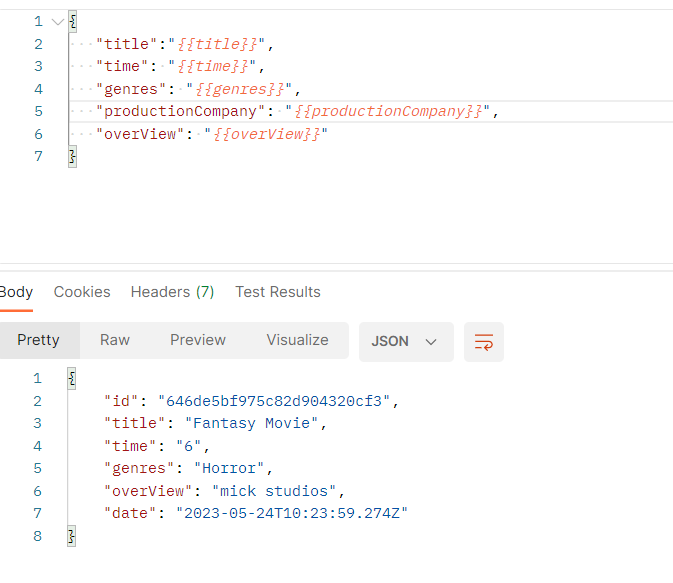 1 {
2 "title":"{{title}}",
3 "time": "{{time}}",
4 "genres": "{{genres}}",
5 "productionCompany": "{{productionCompany}}",
6 "overView": "{{overView}}"
7 }
Body Cookies Headers (7) Test Results
Pretty Raw Preview Visualize JSON
1 {
2 "id": "646de5bf975c82d904320cf3",
3 "title": "Fantasy Movie",
4 "time": "6",
5 "genres": "Horror",
6 "overView": "mick studios",
7 "date": "2023-05-24T10:23:59.274Z"
8 }